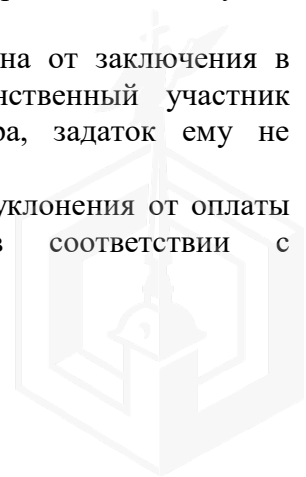 на от заключения в
нственный участник
ра, задаток ему не
уклонения от оплаты
в соответствии с